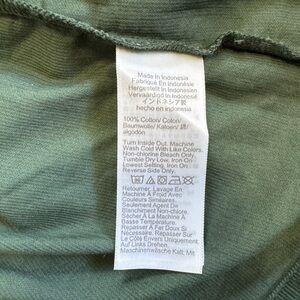 Made In Indonesia
Fabriqué En Indonésie
Hergestellt In Indonesien
Vervaardigd In Indonesië
インドネシア製
hecho en indonesia
100% Cotton/ Coton/
Baumwolle/ Katoen/ 綿/
algodon
Turn Inside Out. Machine
Wash Cold With Like Colors.
Non-chlorine Bleach Only.
Tumble Dry Low. Iron On
Lowest Setting. Iron On
Reverse Side Only.
Retourner. Lavage En
Machine À Froid Avec
Couleurs Similaires.
Seulement Agent De
Blanchiment Non-chlore.
Sécher À La Machine À
Basse Température.
Repasser À Fer Doux Si
Nécessaire. Repasser Sur
Le Côté Envers Uniquement.
Auf Links Drehen.
Maschinenwäsche Kalt, Mit